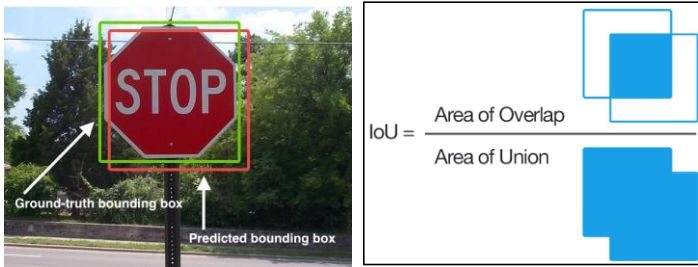 STOP
Ground-truth bounding box
Predicted bounding box
IoU =
Area of Overlap
Area of Union